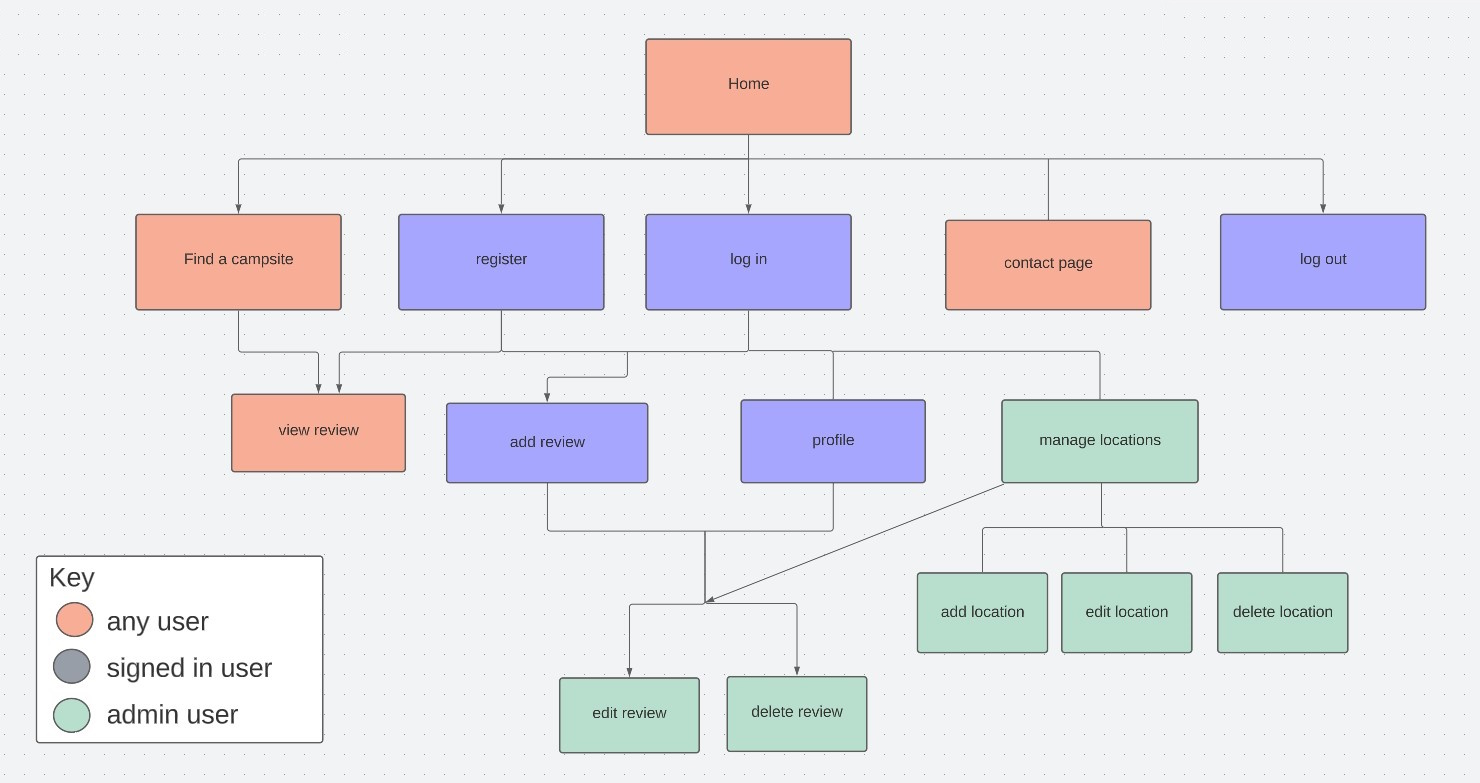 Home
Find a campsite
register
log in
contact page
log out
view review
add review
profile
manage locations
add location
edit location
delete location
edit review
delete review
Key
any user
signed in user
admin user